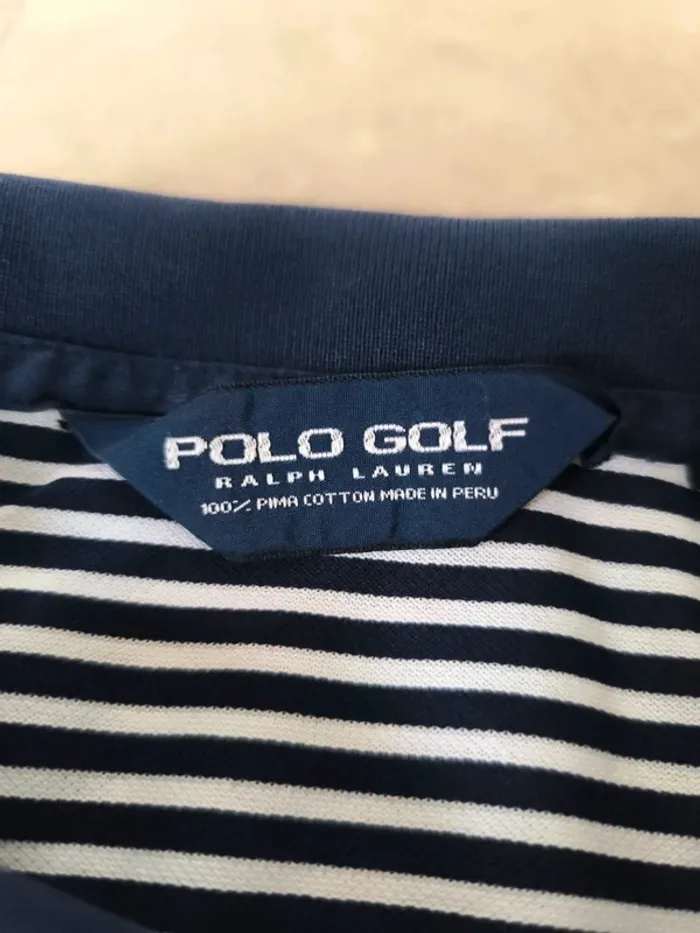 POLO GOLF
RALPH LAUREN
100% PIMA COTTON MADE IN PERU